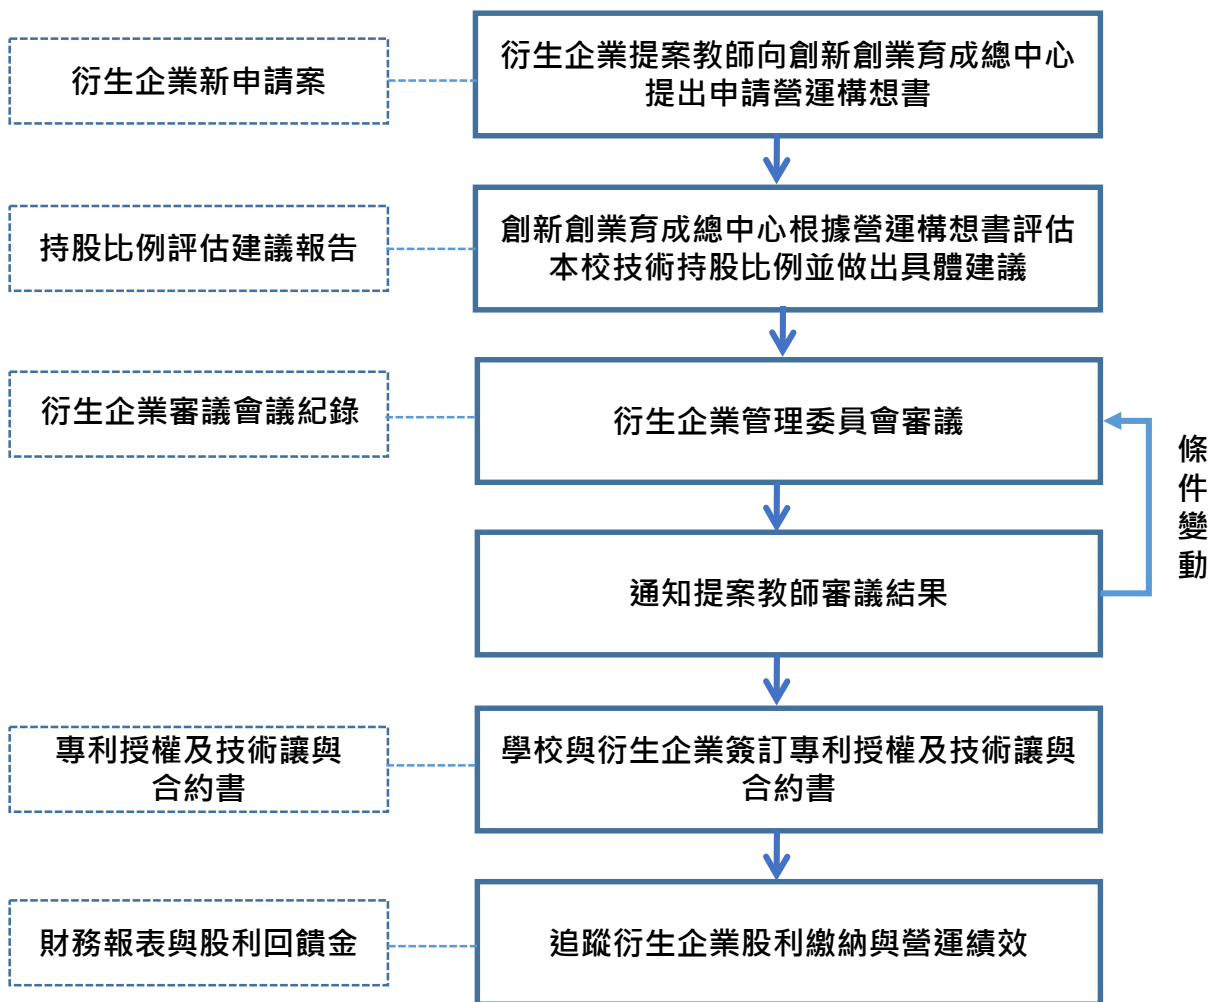 衍生企業新申請案
衍生企業提案教師向創新創業育成總中心
提出申請營運構想書
持股比例評估建議報告
創新創業育成總中心根據營運構想書評估
本校技術持股比例並做出具體建議
衍生企業審議會議紀錄
衍生企業管理委員會審議
條件變動
通知提案教師審議結果
專利授權及技術讓與
合約書
學校與衍生企業簽訂專利授權及技術讓與
合約書
財務報表與股利回饋金
追蹤衍生企業股利繳納與營運績效